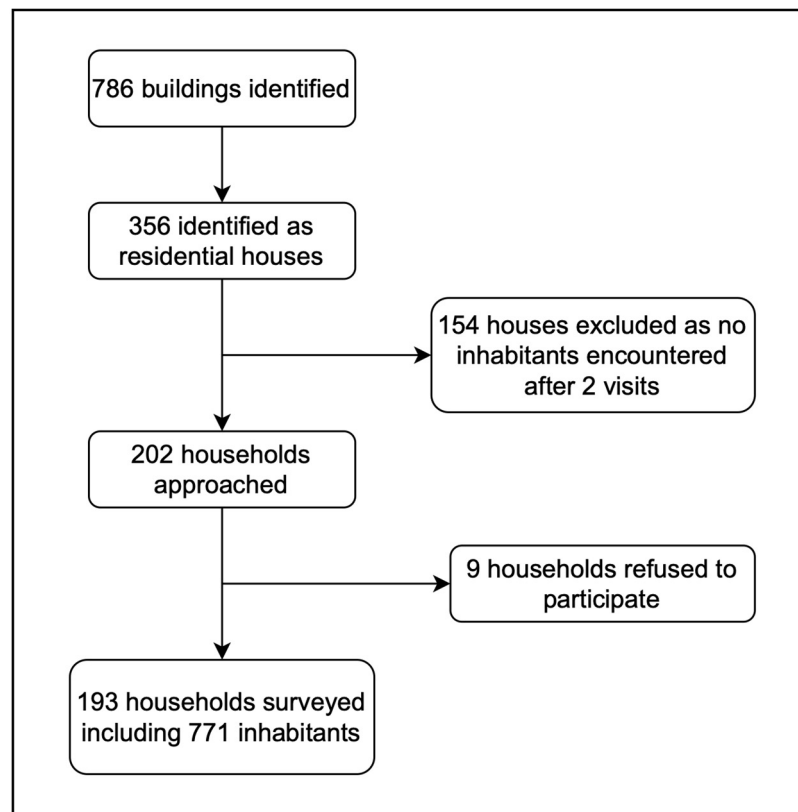 786 buildings identified
356 identified as
residential houses
154 houses excluded as no
inhabitants encountered
after 2 visits
202 households
approached
9 households refused to
participate
193 households surveyed
including 771 inhabitants